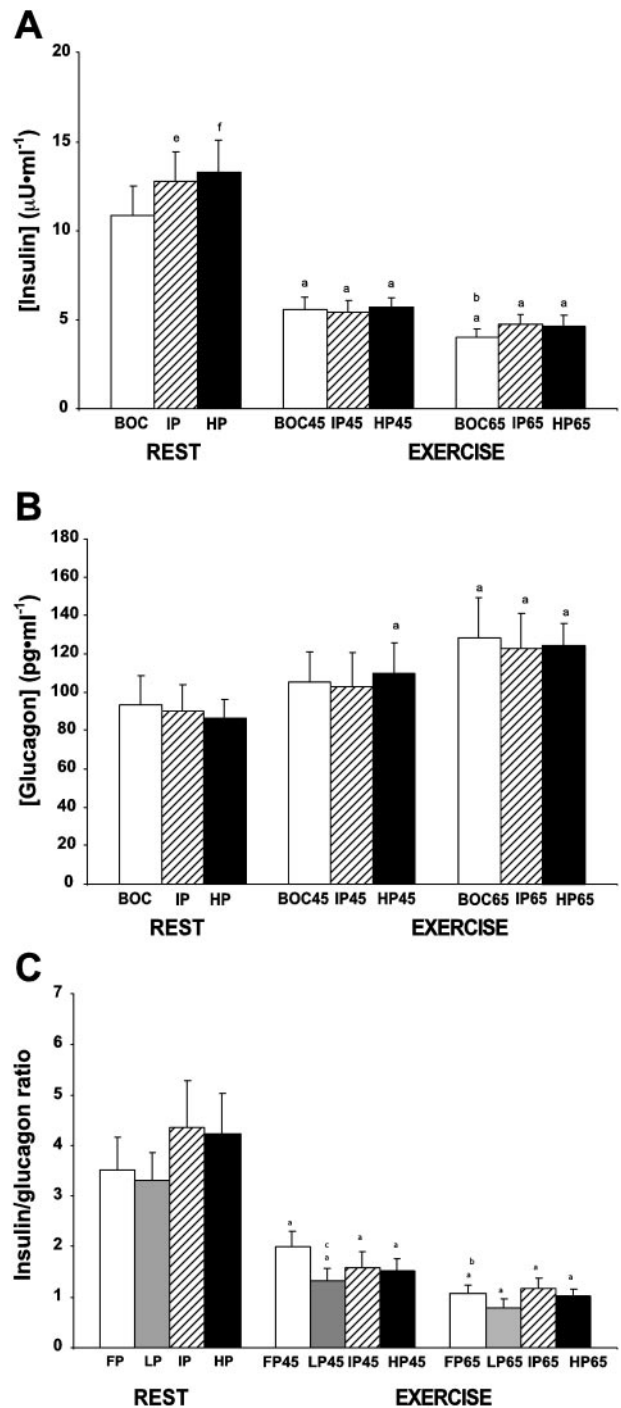 A
[Insulin] (µU•ml⁻¹)
20
15
10
5
0
e
f
a
a
a
b
a
a
a
BOC IP HP BOC45 IP45 HP45 BOC65 IP65 HP65
REST EXERCISE
B
[Glucagon] (pg•ml⁻¹)
180
160
140
120
100
80
60
40
20
0
a
a
a
a
BOC IP HP BOC45 IP45 HP45 BOC65 IP65 HP65
REST EXERCISE
C
Insulin/glucagon ratio
7
6
5
4
3
2
1
0
a
c
a
a
a
b
a
a
a
a
FP LP IP HP FP45 LP45 IP45 HP45 FP65 LP65 IP65 HP65
REST EXERCISE